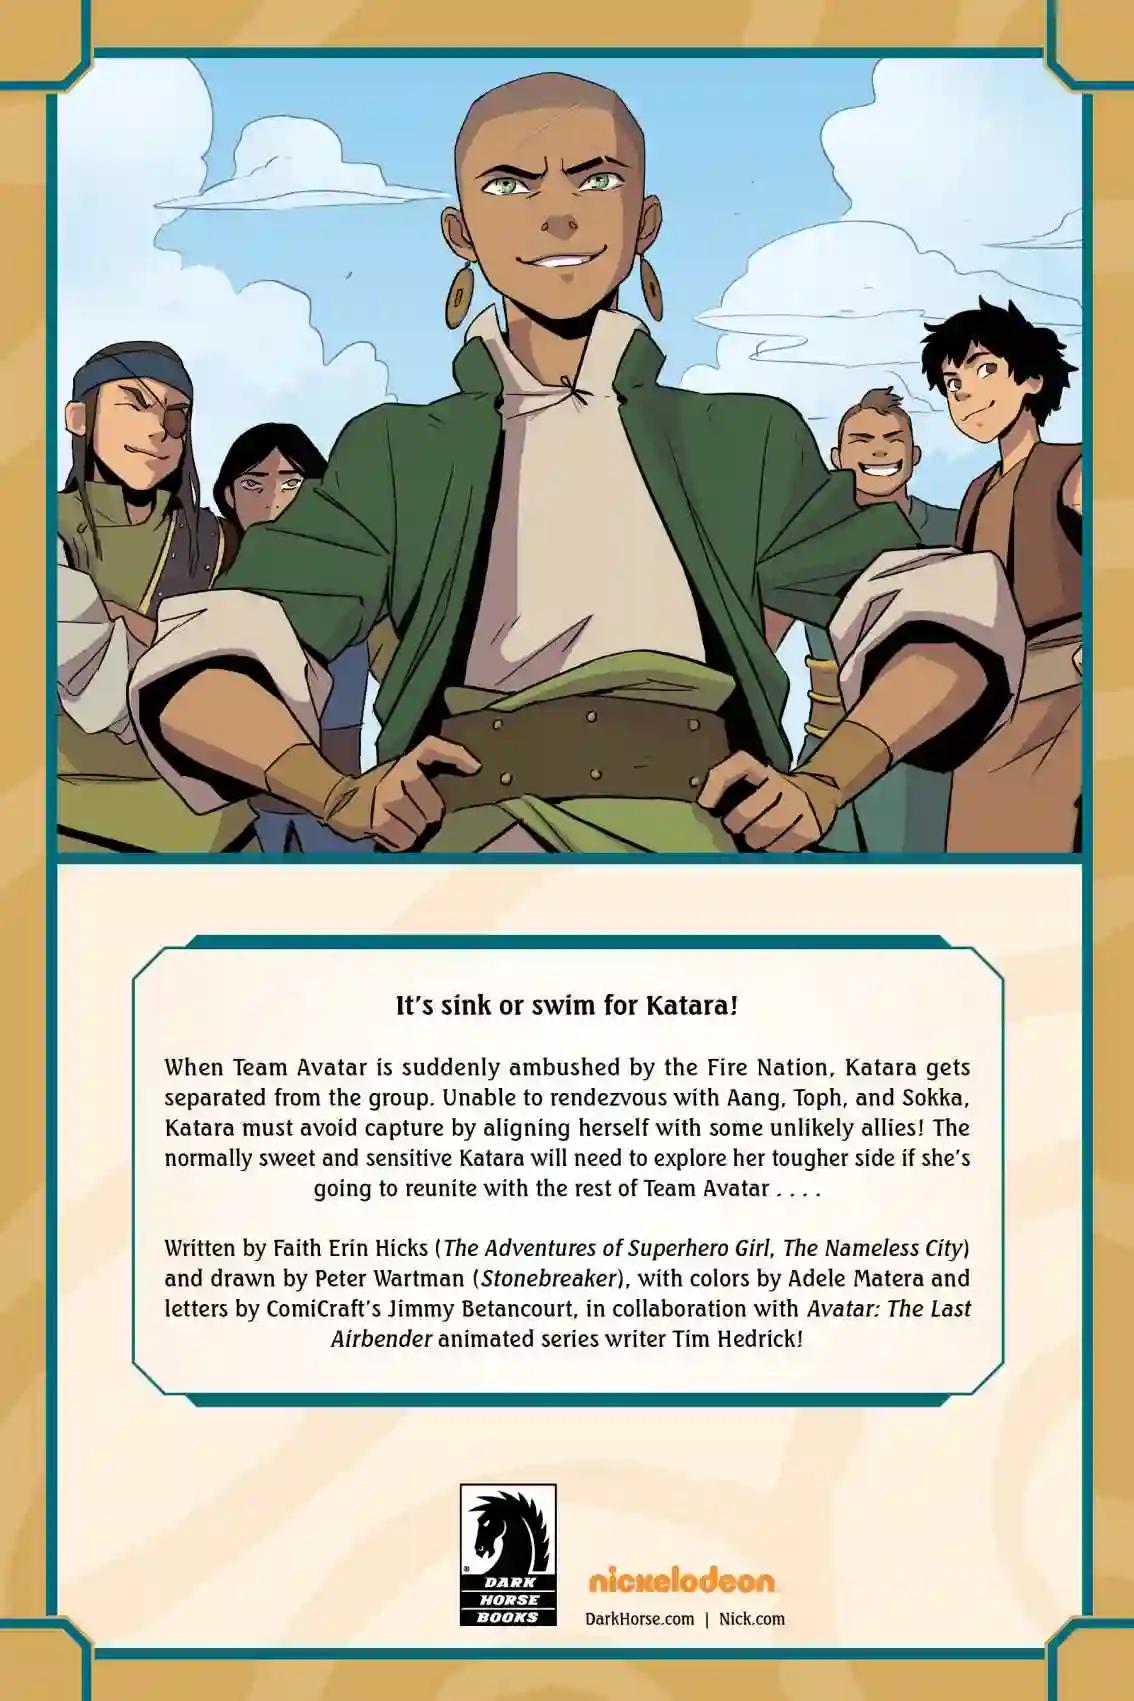 It's sink or swim for Katara!
When Team Avatar is suddenly ambushed by the Fire Nation, Katara gets
separated from the group. Unable to rendezvous with Aang, Toph, and Sokka,
Katara must avoid capture by aligning herself with some unlikely allies! The
normally sweet and sensitive Katara will need to explore her tougher side if she's
going to reunite with the rest of Team Avatar . . . .
Written by Faith Erin Hicks (The Adventures of Superhero Girl, The Nameless City)
and drawn by Peter Wartman (Stonebreaker), with colors by Adele Matera and
letters by ComiCraft's Jimmy Betancourt, in collaboration with Avatar: The Last
Airbender animated series writer Tim Hedrick!
DARK
HORSE
BOOKS
®
nickelodeon
DarkHorse.com | Nick.com